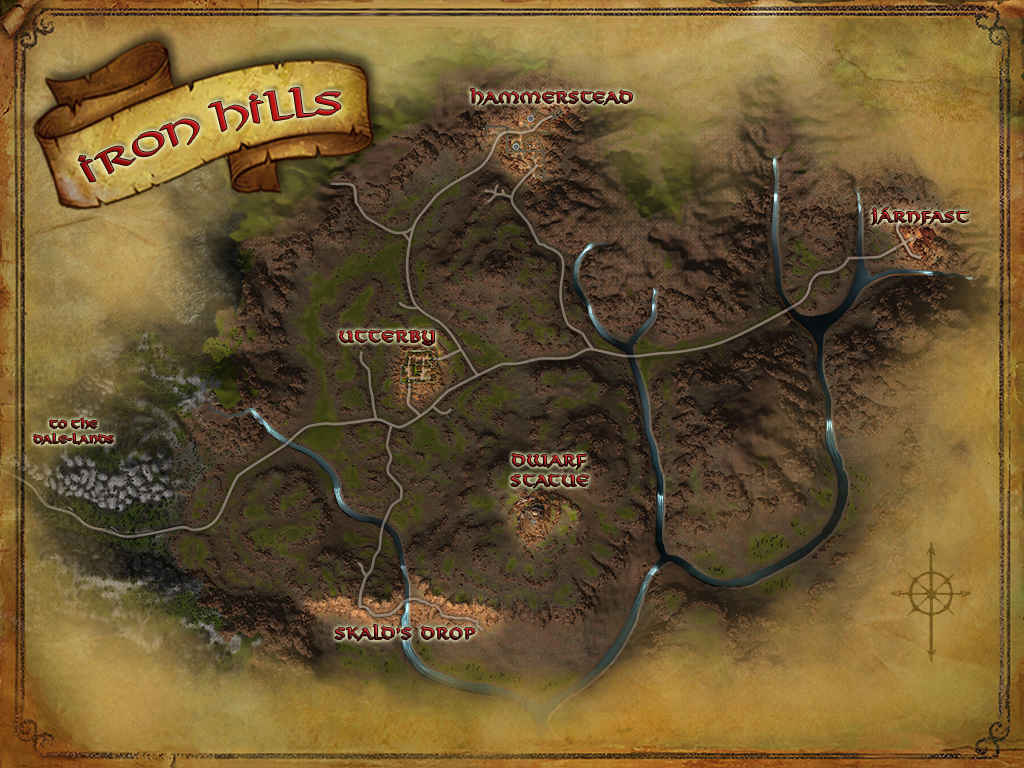 Iron Hills
Hammerstead
Járnfast
Utterby
To the
Dale-lands
Dwarf
Statue
Skald's Drop